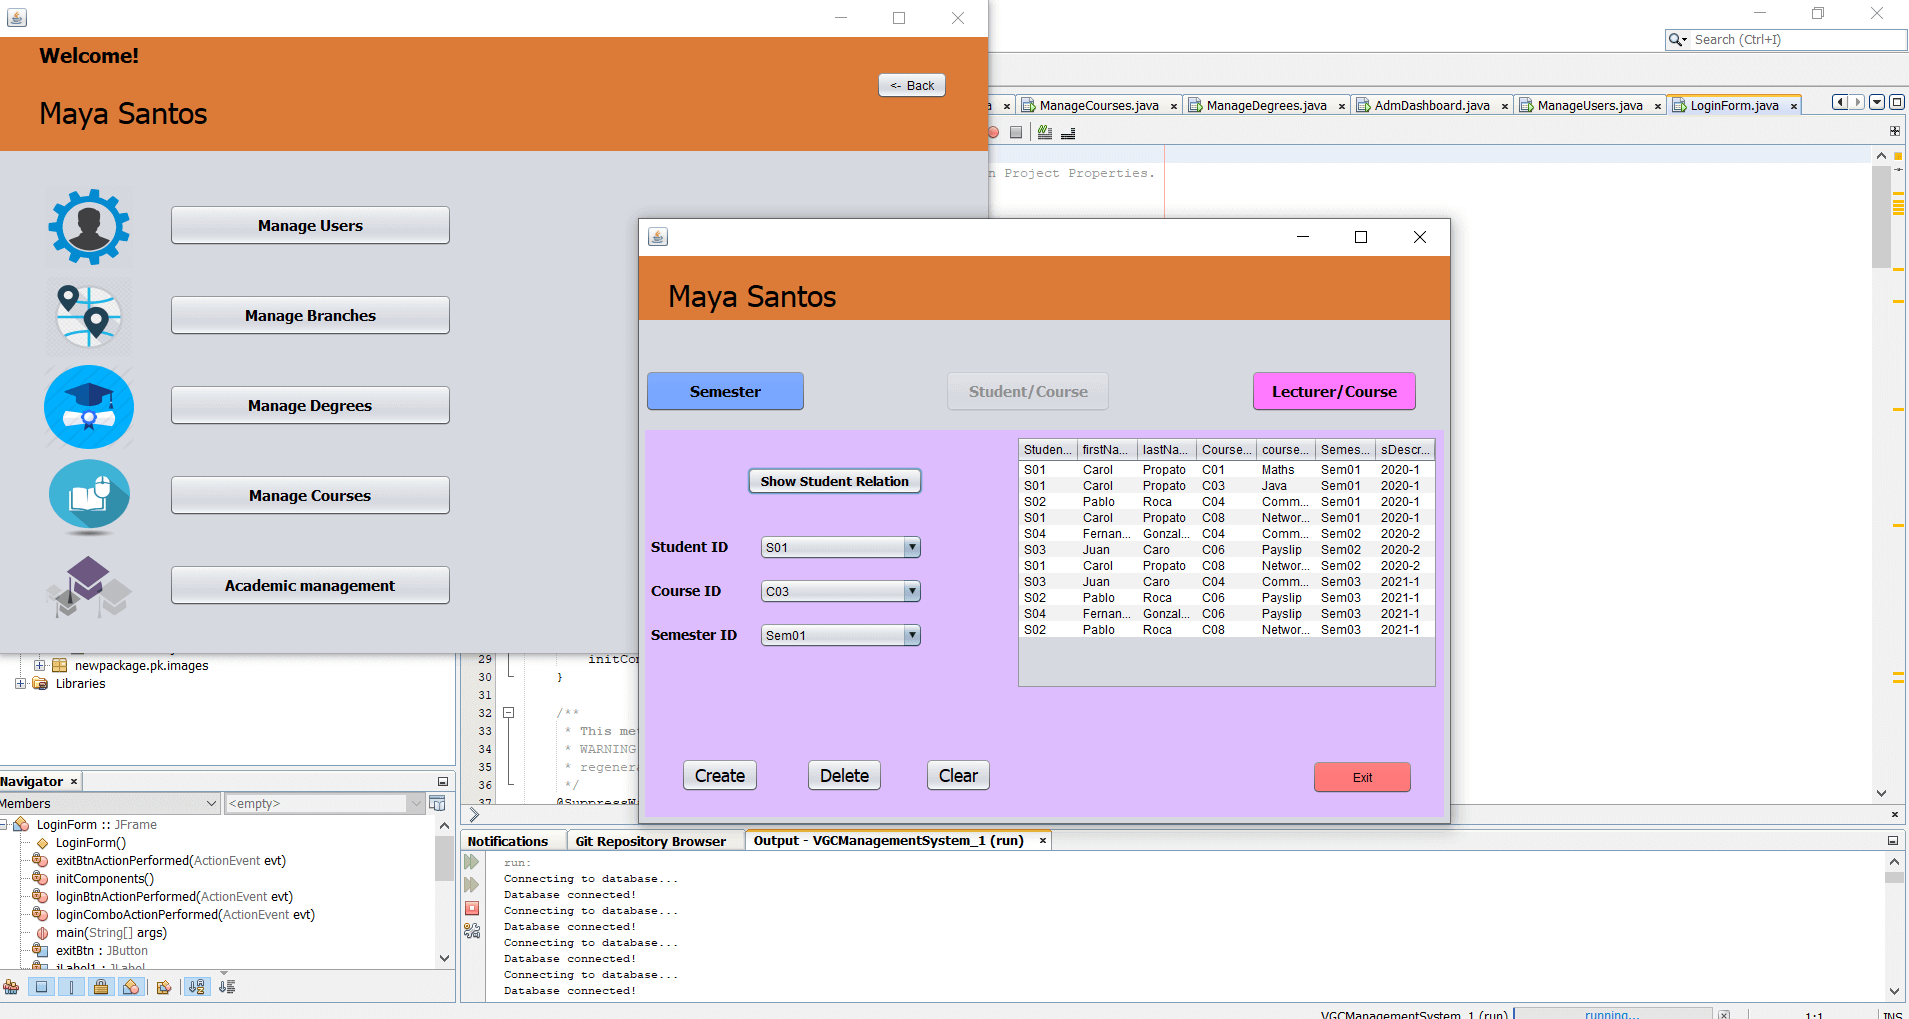 Welcome!
<- Back
Maya Santos
Manage Users
Manage Branches
Manage Degrees
Manage Courses
Academic management
Search (Ctrl+I)
ManageCourses.java
ManageDegrees.java
AdmDashboard.java
ManageUsers.java
LoginForm.java
n Project Properties.
Maya Santos
Semester
Student/Course
Lecturer/Course
Show Student Relation
Student ID S01
Course ID C03
Semester ID Sem01
Studen... firstNa... lastNa... Course... course... Semes... sDescr...
S01 Carol Propato C01 Maths Sem01 2020-1
S01 Carol Propato C03 Java Sem01 2020-1
S02 Pablo Roca C04 Comm... Sem01 2020-1
S01 Carol Propato C08 Networ... Sem01 2020-1
S04 Fernan... Gonzal... C04 Comm... Sem02 2020-2
S03 Juan Caro C06 Payslip Sem02 2020-2
S01 Carol Propato C08 Networ... Sem02 2020-2
S03 Juan Caro C04 Comm... Sem03 2021-1
S02 Pablo Roca C06 Payslip Sem03 2021-1
S04 Fernan... Gonzal... C06 Payslip Sem03 2021-1
S02 Pablo Roca C08 Networ... Sem03 2021-1
Create
Delete
Clear
Exit
newpackage.pk.images
Libraries
29 initCon
30 }
31
32 /**
33 * This me
34 * WARNING
35 * regener
36 */
37 @SuppressWa
Navigator
Members
<empty>
LoginForm :: JFrame
LoginForm()
exitBtnActionPerformed(ActionEvent evt)
initComponents()
loginBtnActionPerformed(ActionEvent evt)
loginComboActionPerformed(ActionEvent evt)
main(String[] args)
exitBtn : JButton
jLabel1 : JLabel
Notifications
Git Repository Browser
Output - VGCManagementSystem_1 (run)
run:
Connecting to database...
Database connected!
Connecting to database...
Database connected!
Connecting to database...
Database connected!
Connecting to database...
Database connected!
VGCManagementSystem_1 (run)
running...
1:1
INS